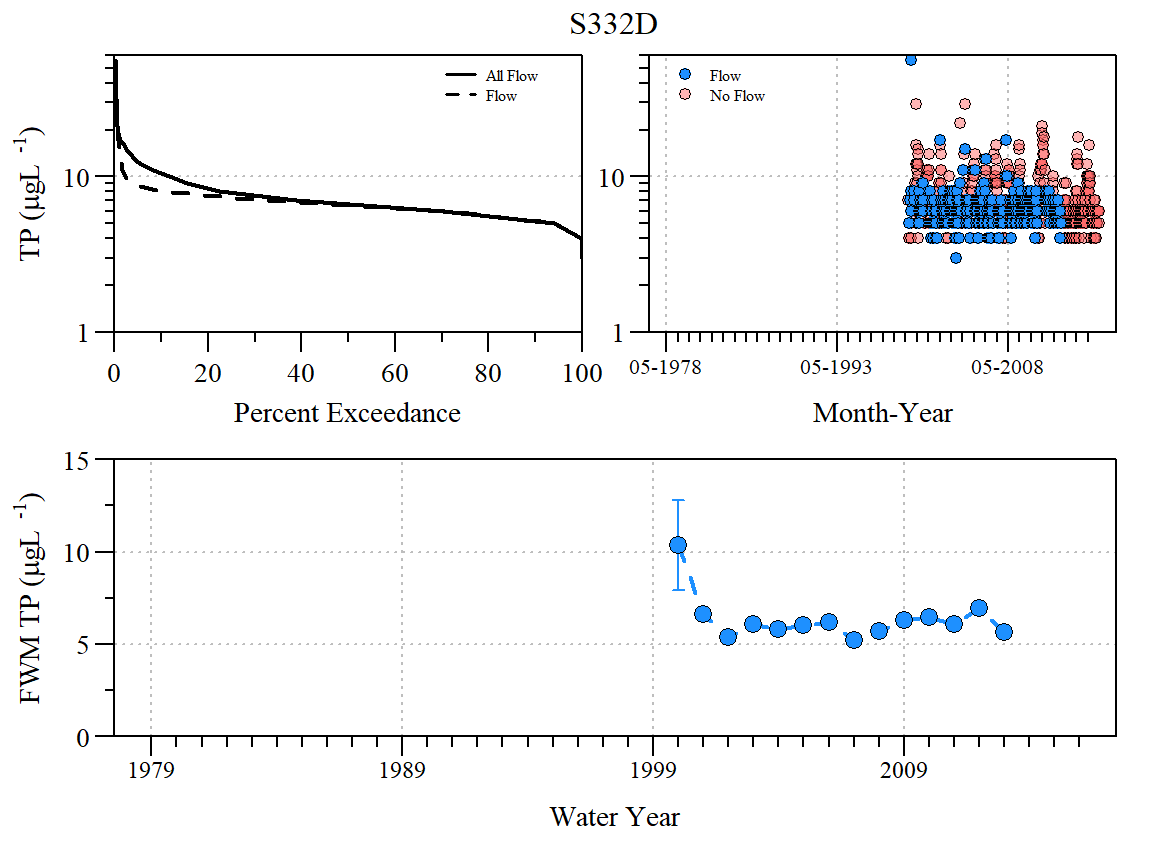 S332D
TP (µgL ⁻¹)
10
1
All Flow
Flow
0 20 40 60 80 100
Percent Exceedance
10
1
Flow
No Flow
05-1978 05-1993 05-2008
Month-Year
FWM TP (µgL ⁻¹)
15
10
5
0
1979 1989 1999 2009
Water Year